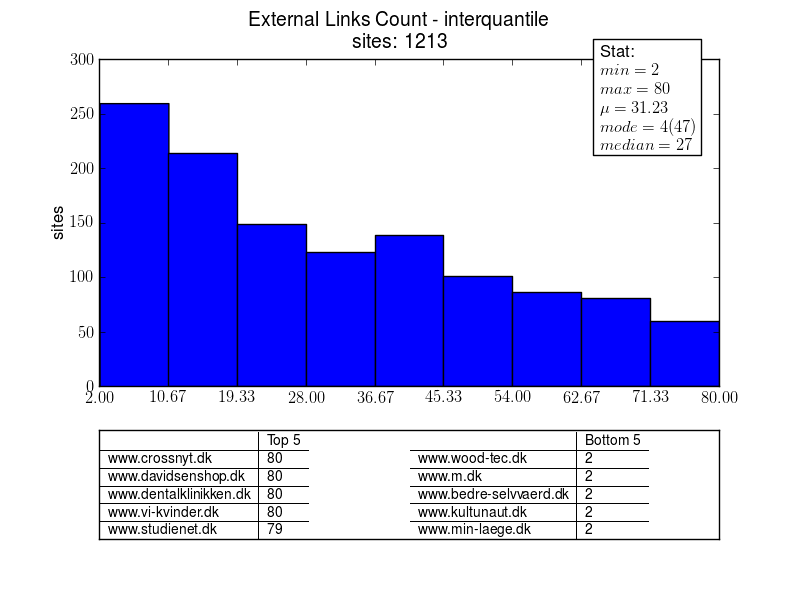 External Links Count - interquantile
sites: 1213
Stat:
min = 2
max = 80
μ = 31.23
mode = 4(47)
median = 27
300
250
200
150
100
50
0
sites
2.00 10.67 19.33 28.00 36.67 45.33 54.00 62.67 71.33 80.00
Top 5
www.crossnyt.dk 80
www.davidsenshop.dk 80
www.dentalklinikken.dk 80
www.vi-kvinder.dk 80
www.studienet.dk 79
Bottom 5
www.wood-tec.dk 2
www.m.dk 2
www.bedre-selvvaerd.dk 2
www.kultunaut.dk 2
www.min-laege.dk 2